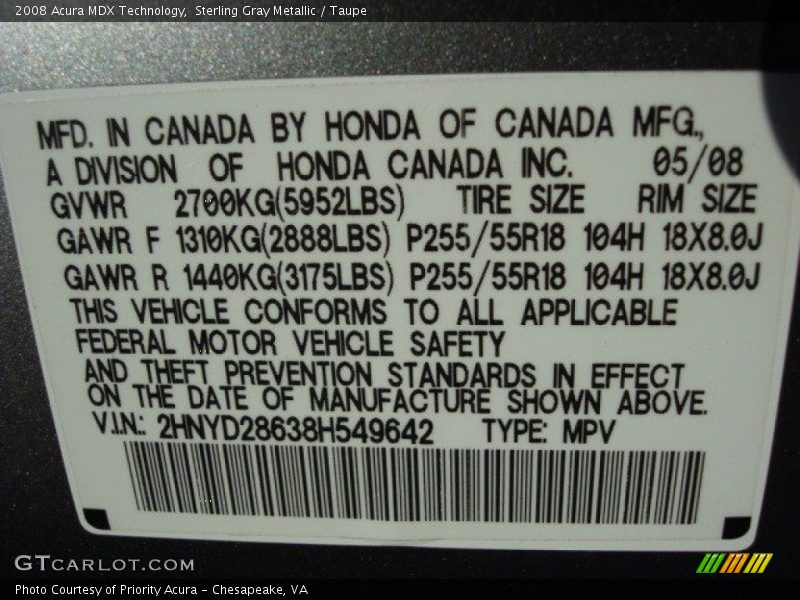 2008 Acura MDX Technology, Sterling Gray Metallic / Taupe
MFD. IN CANADA BY HONDA OF CANADA MFG.,
A DIVISION OF HONDA CANADA INC. 05/08
GVWR 2700KG(5952LBS) TIRE SIZE RIM SIZE
GAWR F 1310KG(2888LBS) P255/55R18 104H 18X8.0J
GAWR R 1440KG(3175LBS) P255/55R18 104H 18X8.0J
THIS VEHICLE CONFORMS TO ALL APPLICABLE
FEDERAL MOTOR VEHICLE SAFETY
AND THEFT PREVENTION STANDARDS IN EFFECT
ON THE DATE OF MANUFACTURE SHOWN ABOVE.
V.I.N.: 2HNYD28638H549642 TYPE: MPV
GTCARLOT.COM
Photo Courtesy of Priority Acura - Chesapeake, VA